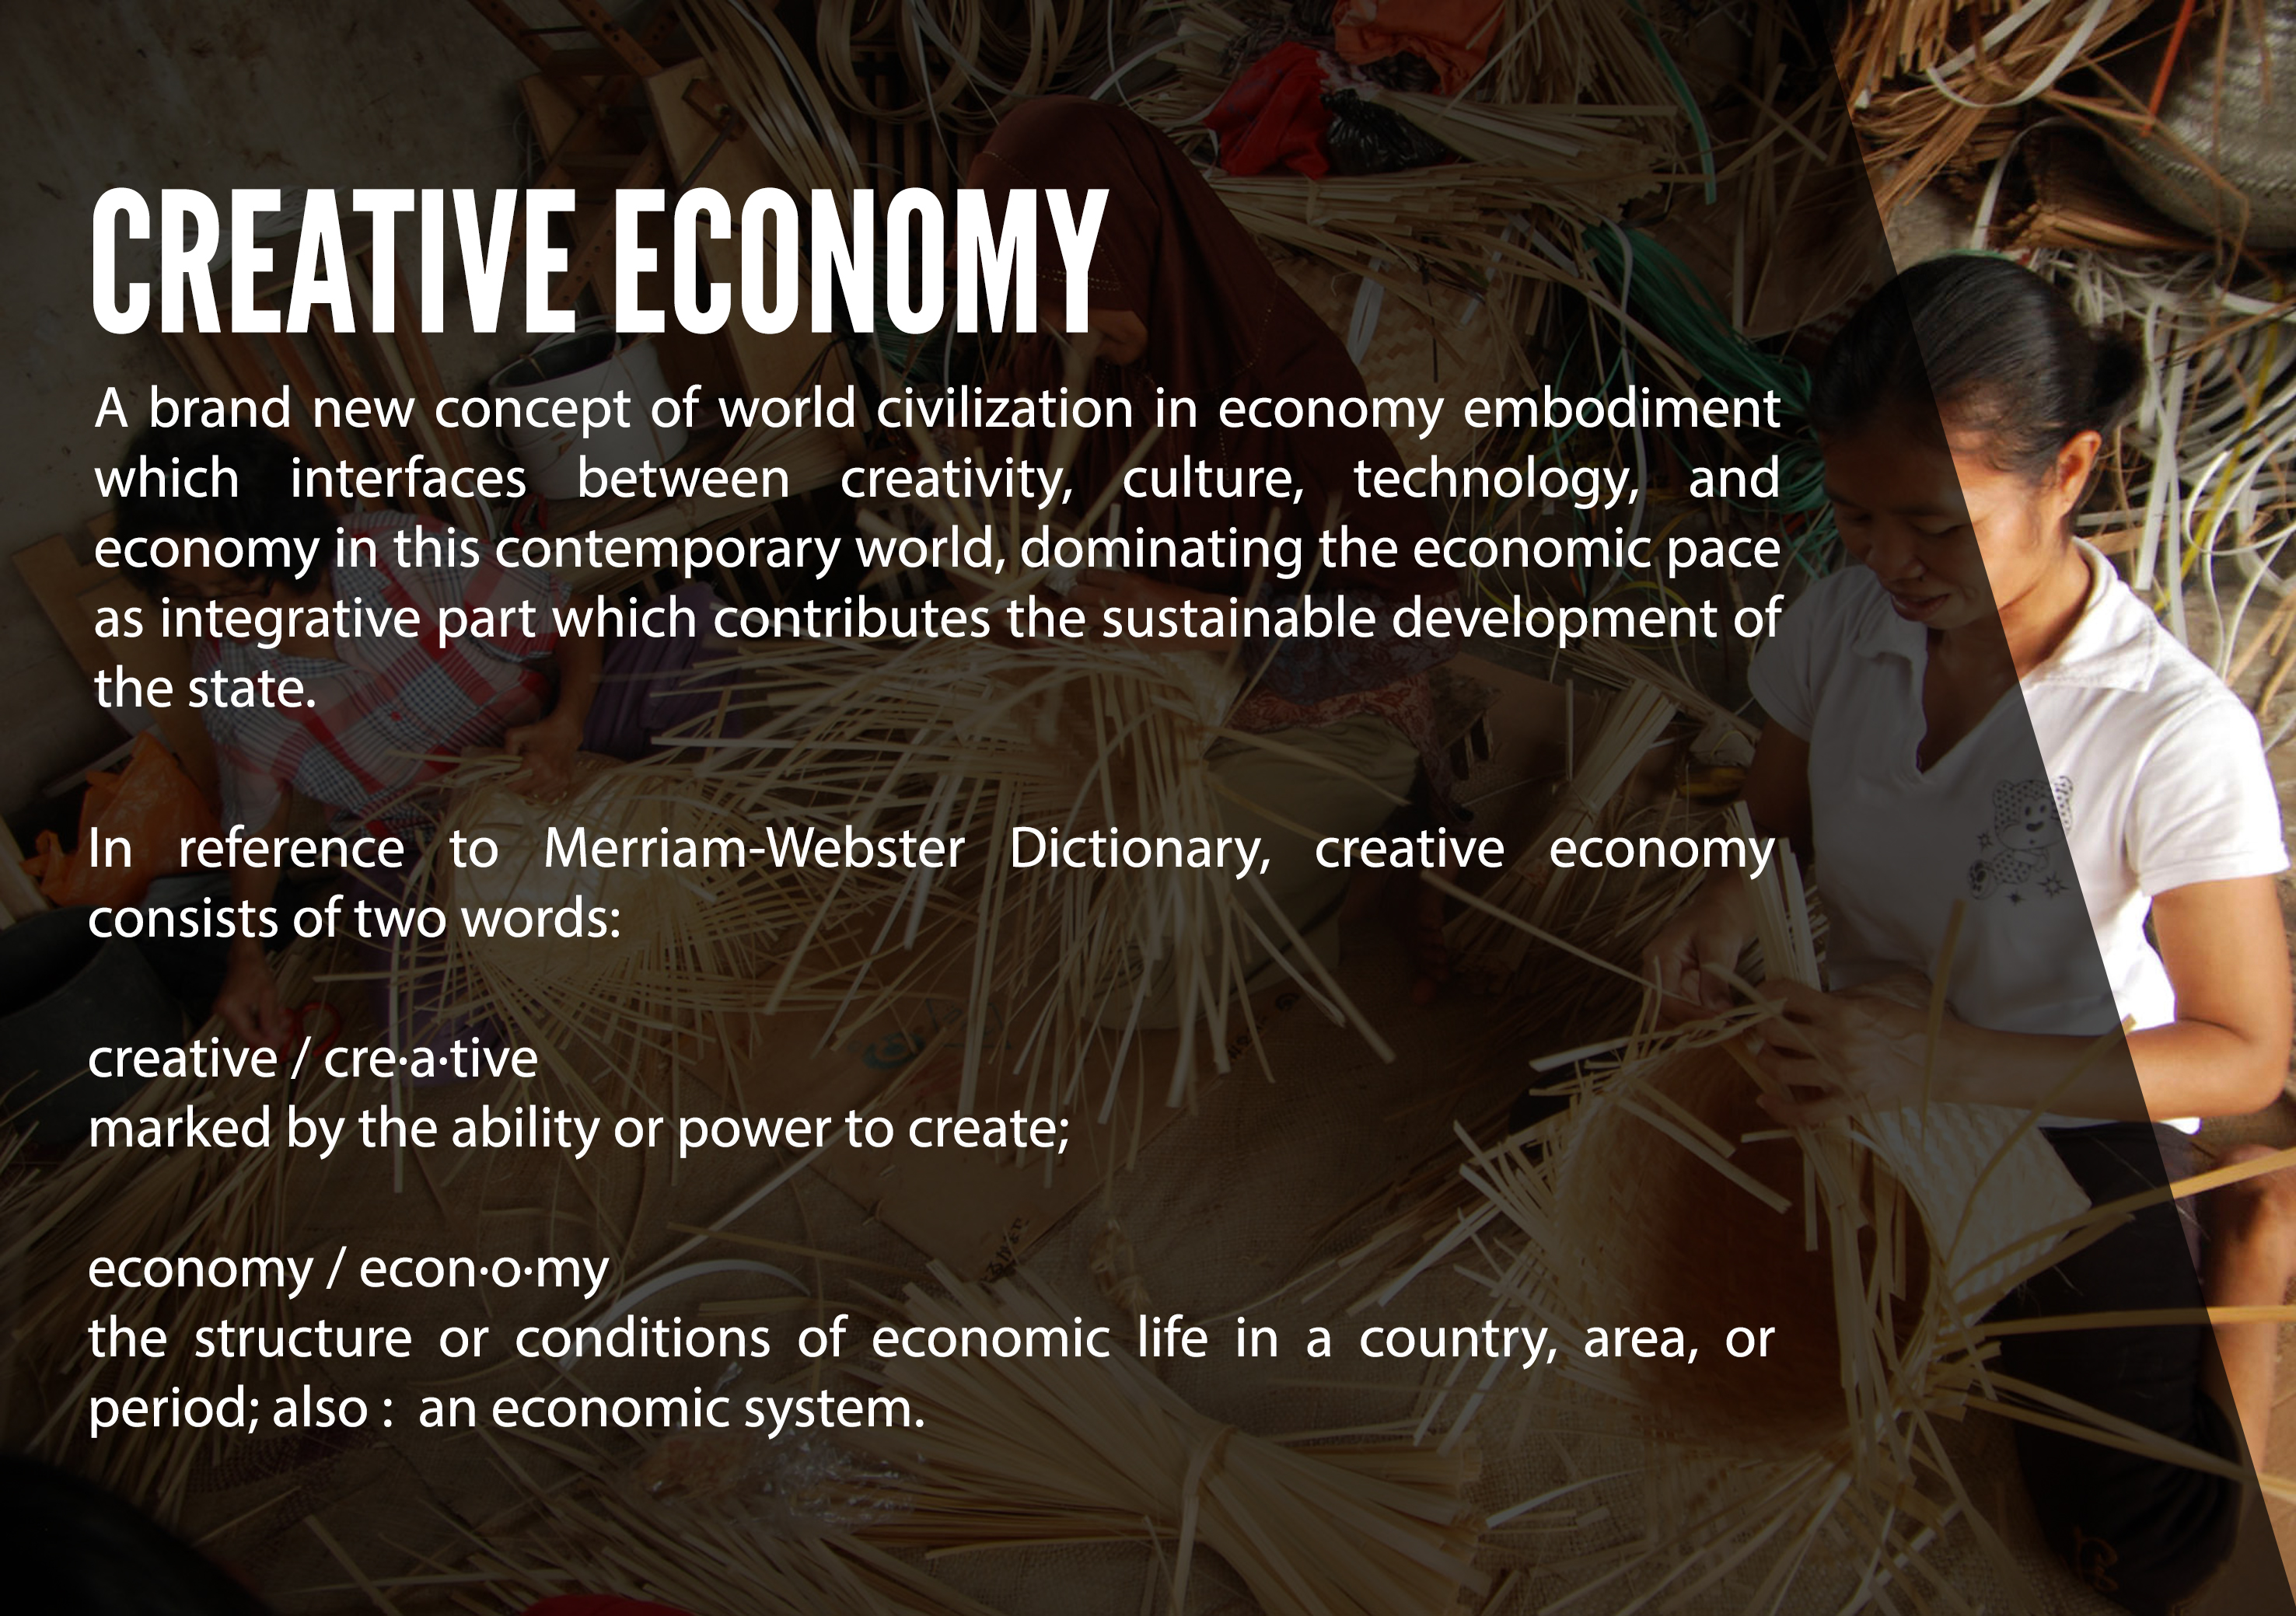 CREATIVE ECONOMY
A brand new concept of world civilization in economy embodiment
which interfaces between creativity, culture, technology, and
economy in this contemporary world, dominating the economic pace
as integrative part which contributes the sustainable development of
the state.
In reference to Merriam-Webster Dictionary, creative economy
consists of two words:
creative / cre·a·tive
marked by the ability or power to create;
economy / econ·o·my
the structure or conditions of economic life in a country, area, or
period; also :  an economic system.